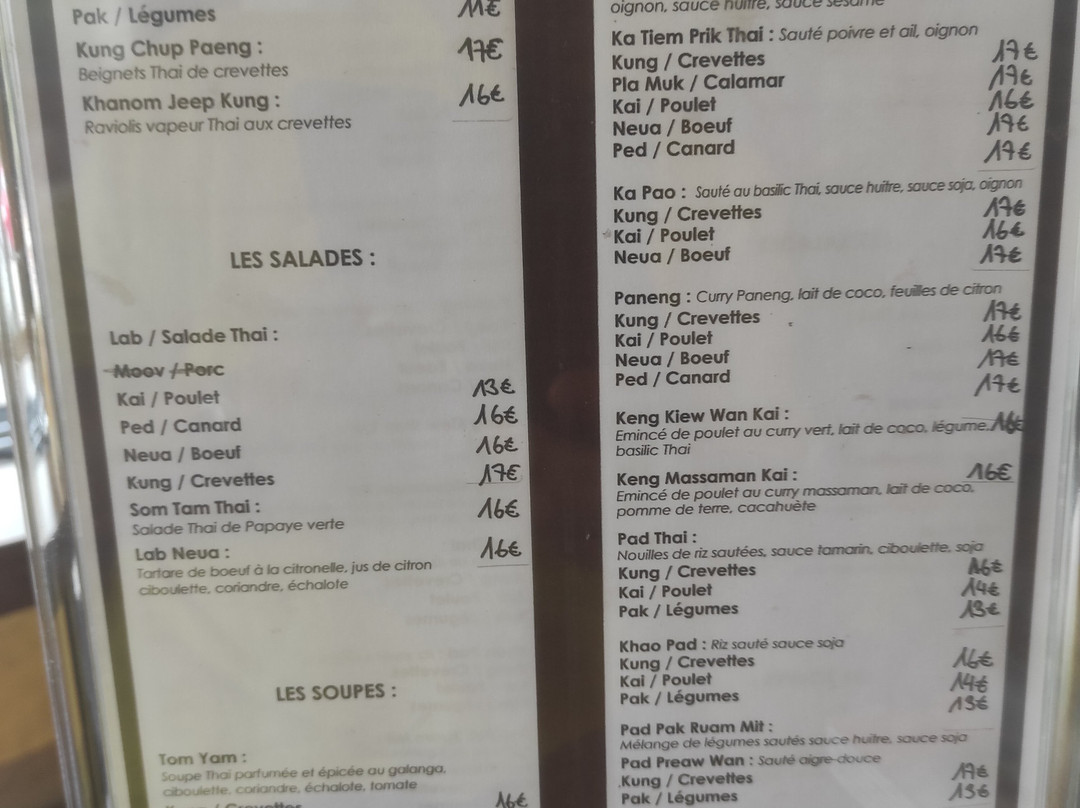 Pak / Légumes 11€
Kung Chup Paeng : 17€
Beignets Thai de crevettes
Khanom Jeep Kung : 16€
Raviolis vapeur Thai aux crevettes
LES SALADES :
Lab / Salade Thai :
Moov / Porc
Kai / Poulet 13€
Ped / Canard 16€
Neua / Boeuf 16€
Kung / Crevettes 17€
Som Tam Thai : 16€
Salade Thai de Papaye verte
Lab Neua : 16€
Tartare de boeuf à la citronelle, jus de citron
ciboulette, coriandre, échalote
LES SOUPES :
Tom Yam :
Soupe Thai parfumée et épicée au galanga,
ciboulette, coriandre, échalote, tomate
Kung / Crevettes 16€
oignon, sauce huitre, sauce sésame
Ka Tiem Prik Thai : Sauté poivre et ail, oignon
Kung / Crevettes 17€
Pla Muk / Calamar 17€
Kai / Poulet 16€
Neua / Boeuf 17€
Ped / Canard 17€
Ka Pao : Sauté au basilic Thai, sauce huitre, sauce soja, oignon
Kung / Crevettes 17€
Kai / Poulet 16€
Neua / Boeuf 17€
Paneng : Curry Paneng, lait de coco, feuilles de citron
Kung / Crevettes 17€
Kai / Poulet 16€
Neua / Boeuf 17€
Ped / Canard 17€
Keng Kiew Wan Kai : 16€
Emincé de poulet au curry vert, lait de coco, légume,
basilic Thai
Keng Massaman Kai : 16€
Emincé de poulet au curry massaman, lait de coco,
pomme de terre, cacahuète
Pad Thai :
Nouilles de riz sautées, sauce tamarin, ciboulette, soja
Kung / Crevettes 16€
Kai / Poulet 14€
Pak / Légumes 13€
Khao Pad : Riz sauté sauce soja
Kung / Crevettes 16€
Kai / Poulet 14€
Pak / Légumes 13€
Pad Pak Ruam Mit :
Mélange de légumes sautés sauce huitre, sauce soja
Pad Preaw Wan : Sauté aigre-douce
Kung / Crevettes 17€
Pak / Légumes 13€